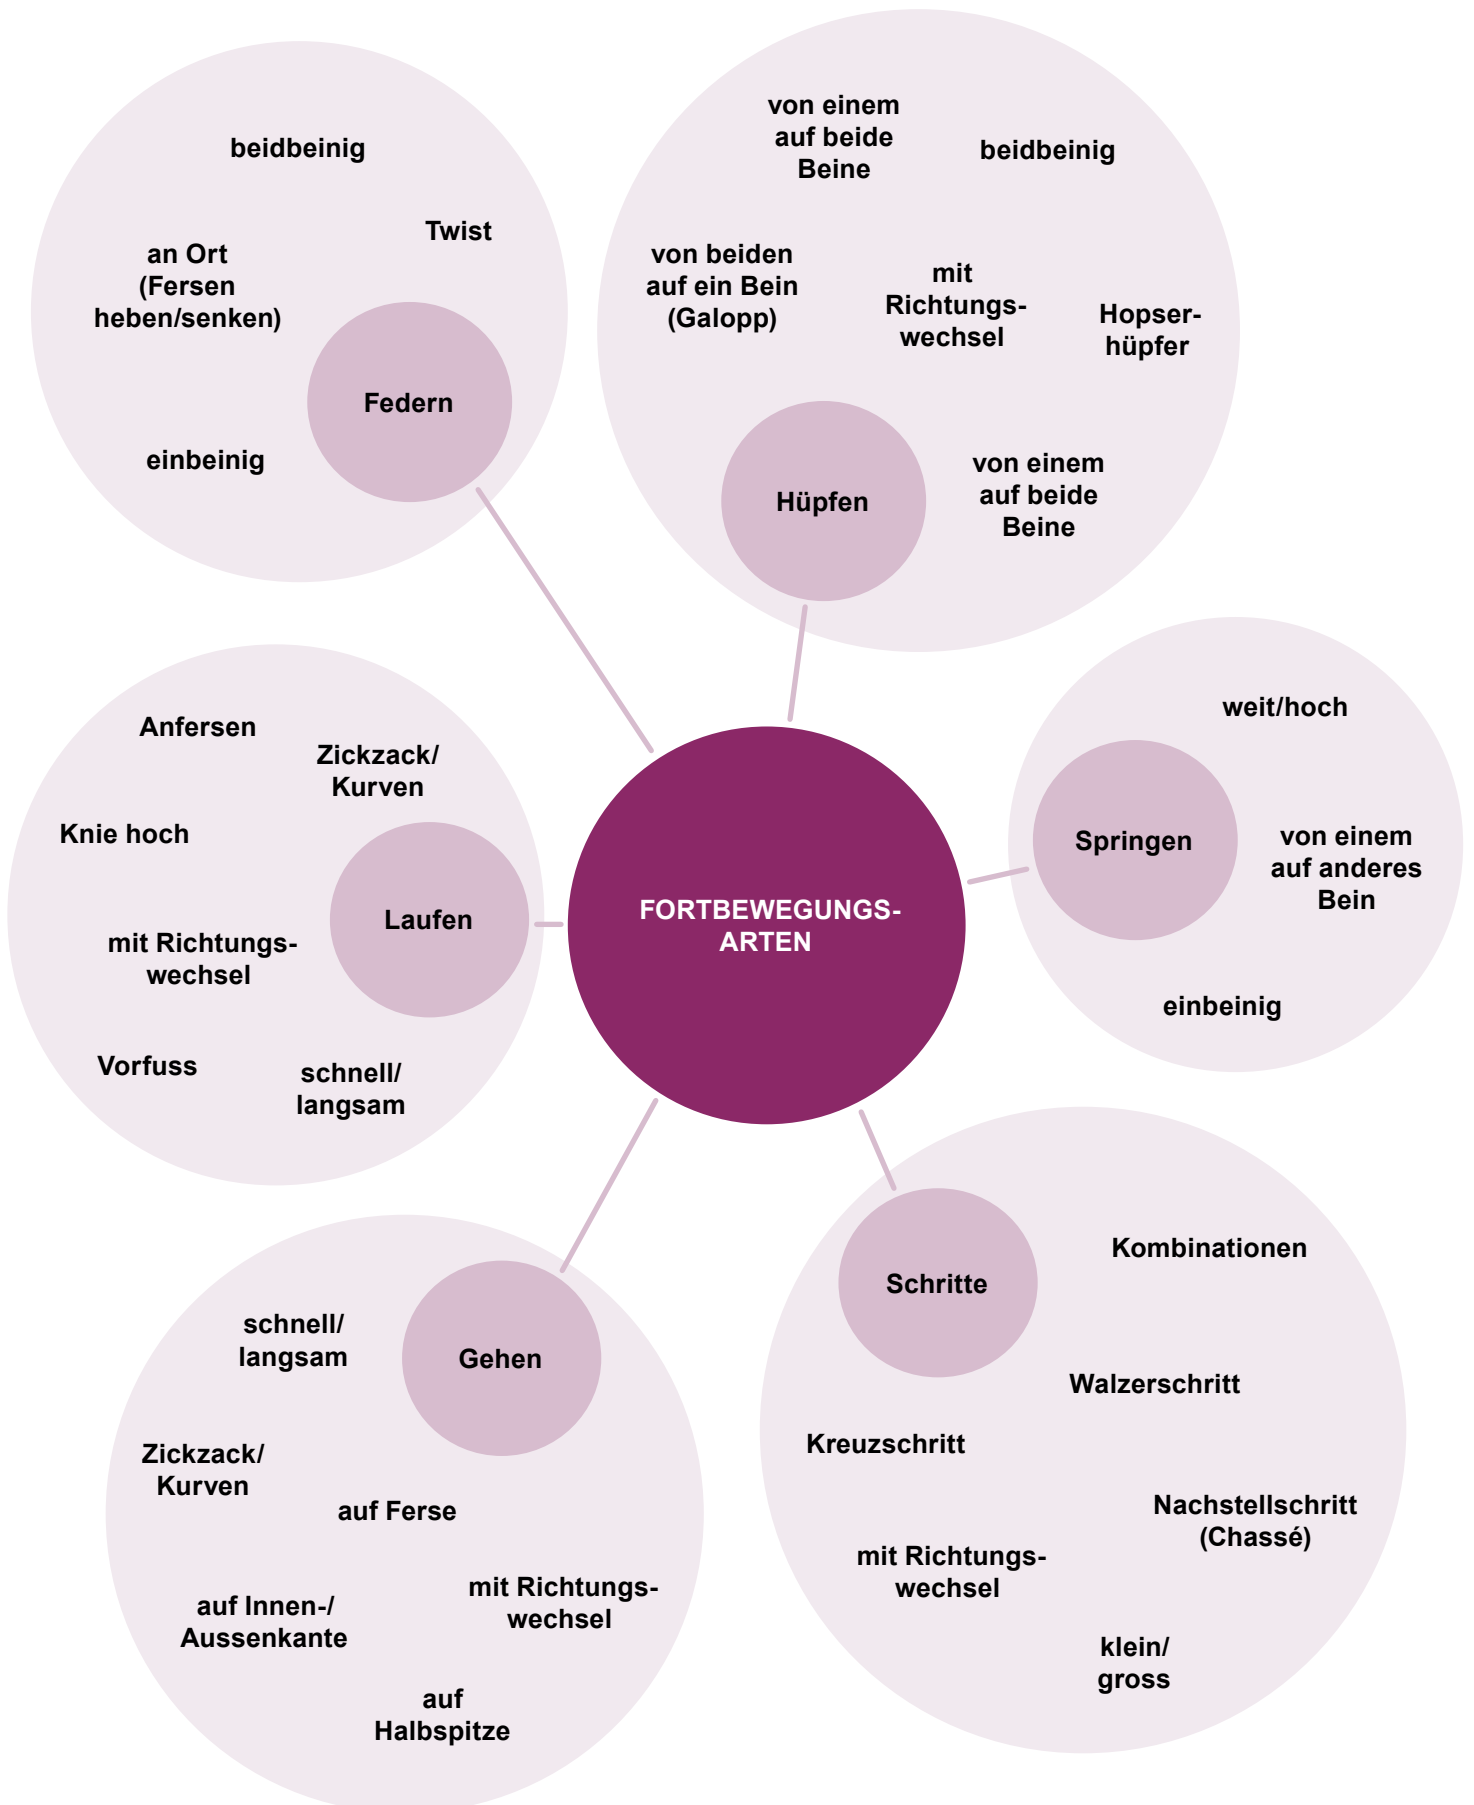 beidbeinig
Twist
an Ort
(Fersen
heben/senken)
Federn
einbeinig
von einem
auf beide
Beine
beidbeinig
von beiden
auf ein Bein
(Galopp)
mit
Richtungs-
wechsel
Hopser-
hüpfer
Hüpfen
von einem
auf beide
Beine
weit/hoch
Springen
von einem
auf anderes
Bein
einbeinig
Anfersen
Zickzack/
Kurven
Knie hoch
Laufen
mit Richtungs-
wechsel
Vorfuss
schnell/
langsam
FORTBEWEGUNGS-
ARTEN
Kombinationen
Schritte
Walzerschritt
Kreuzschritt
Nachstellschritt
(Chassé)
mit Richtungs-
wechsel
klein/
gross
schnell/
langsam
Gehen
Zickzack/
Kurven
auf Ferse
mit Richtungs-
wechsel
auf Innen-/
Aussenkante
auf
Halbspitze